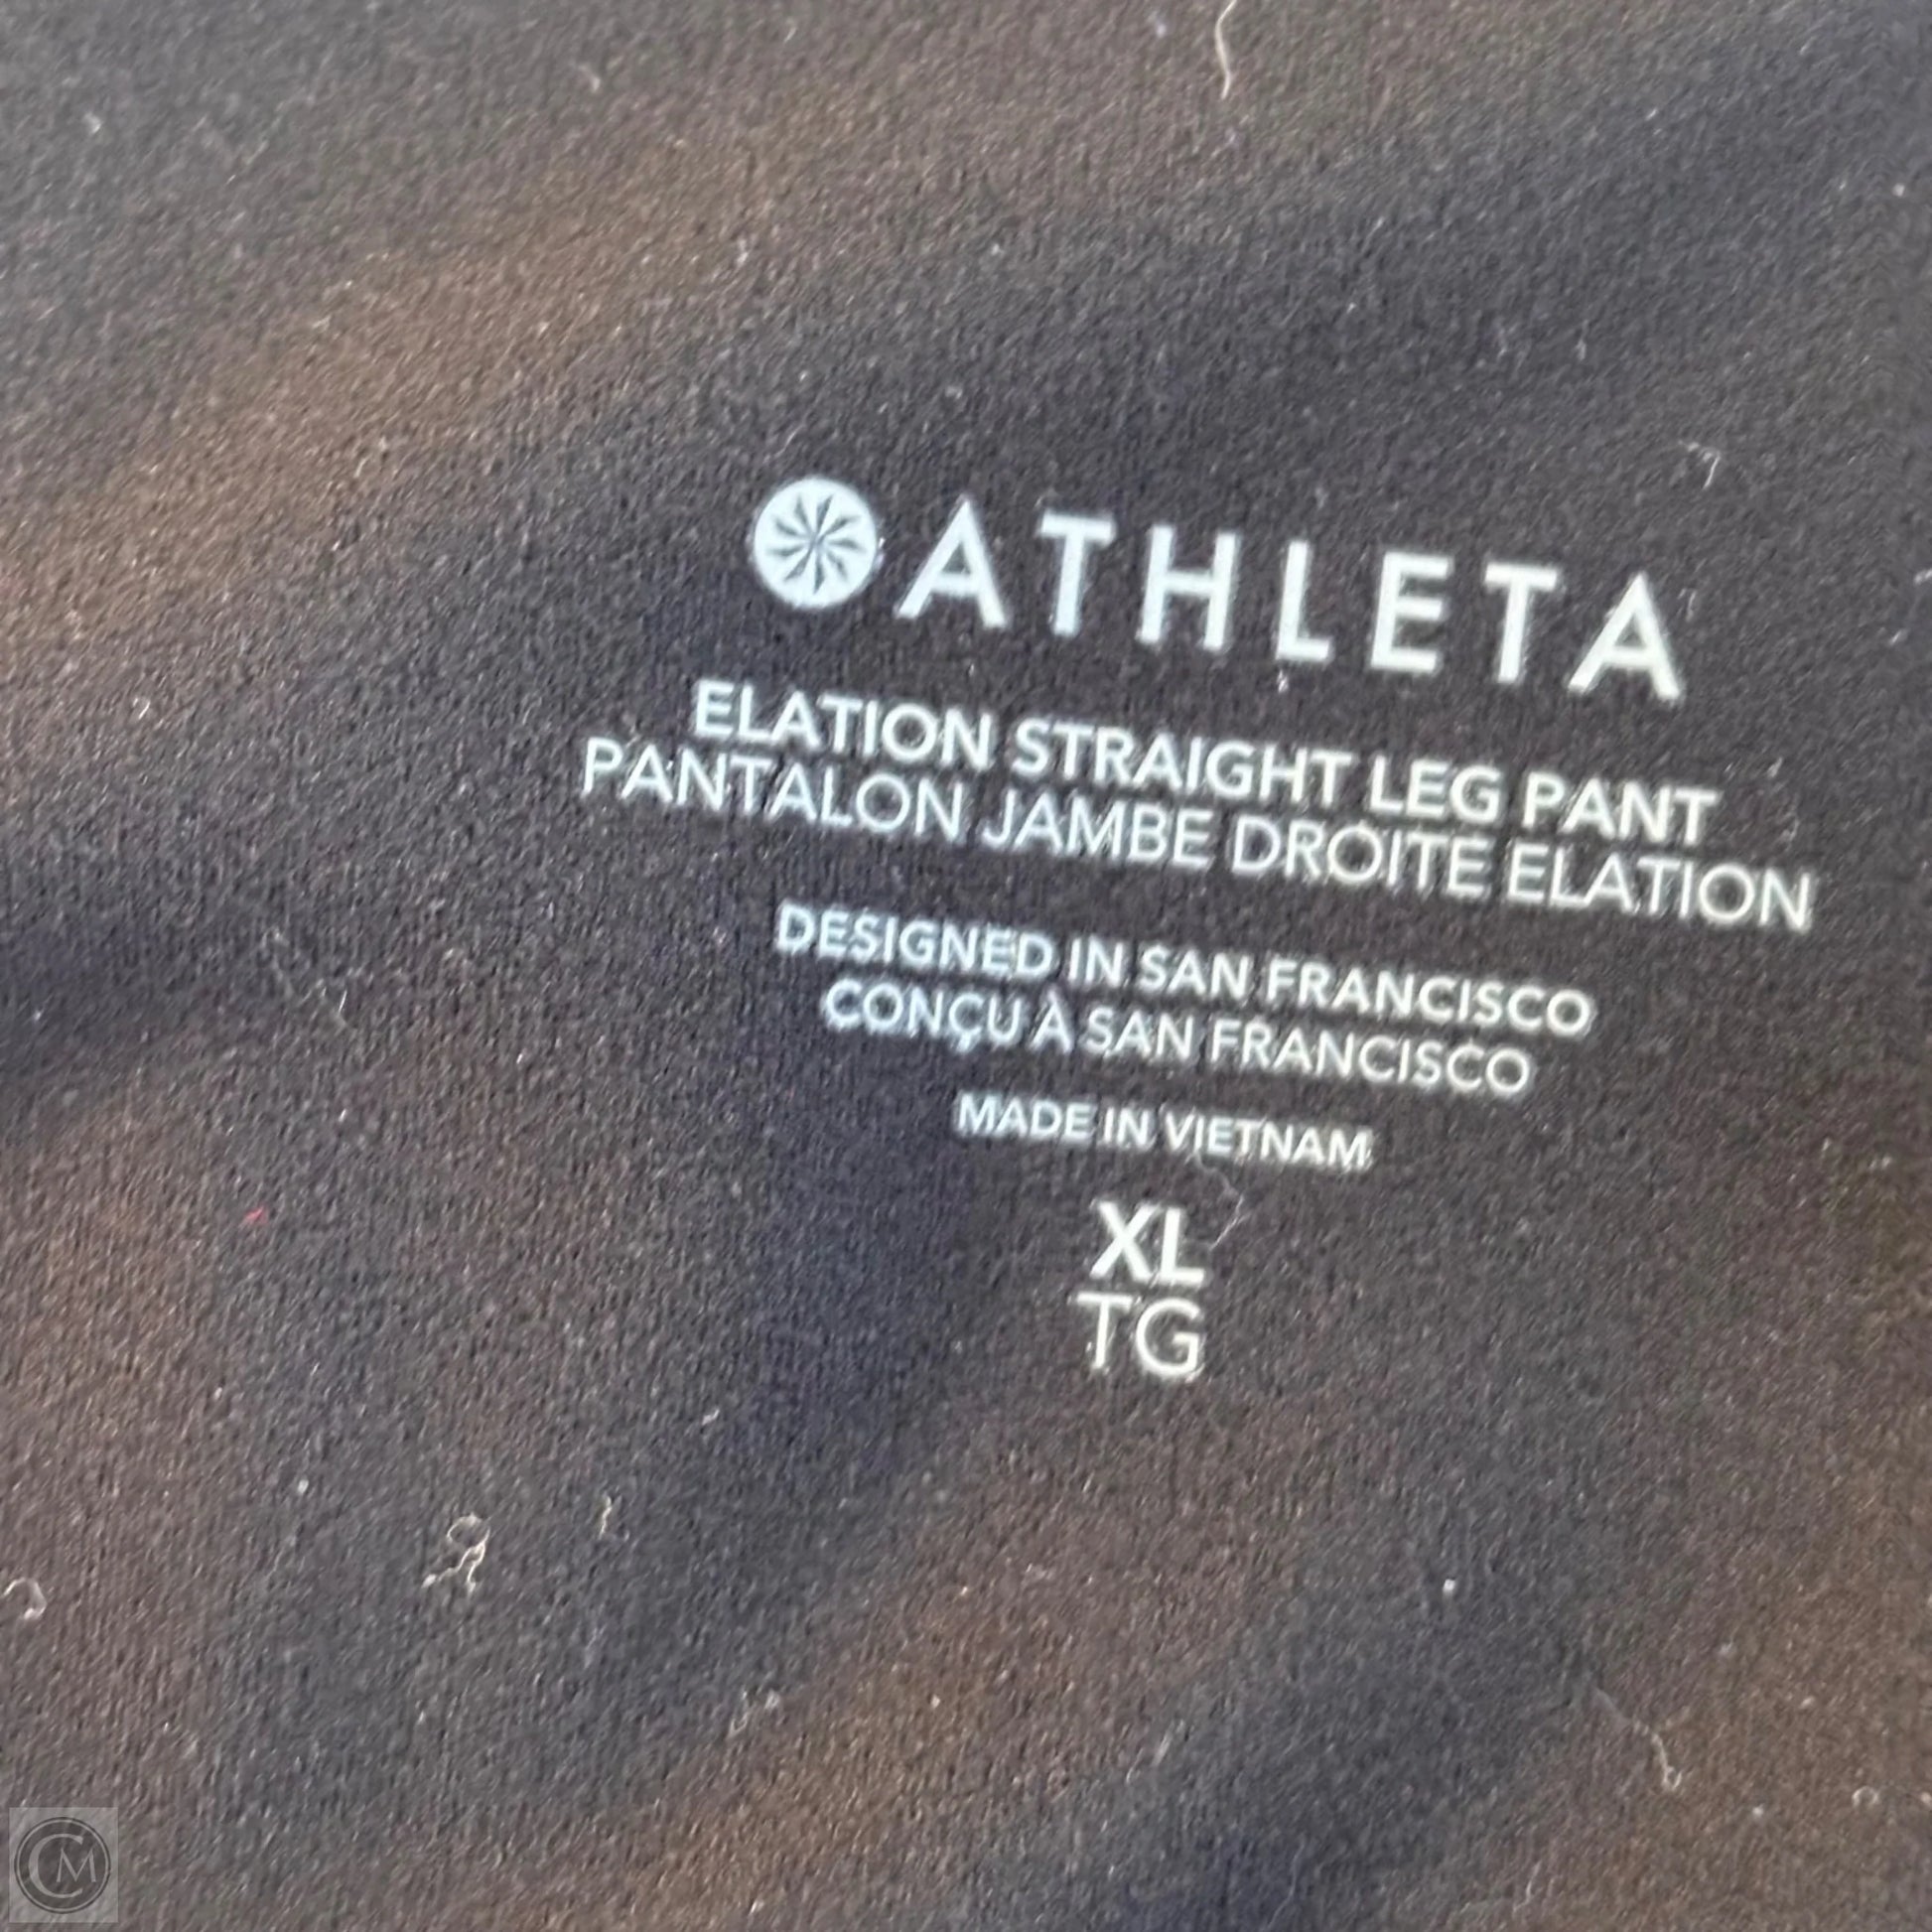 ATHLETA
ELATION STRAIGHT LEG PANT
PANTALON JAMBE DROITE ELATION
DESIGNED IN SAN FRANCISCO
CONÇU À SAN FRANCISCO
MADE IN VIETNAM
XL
TG
CM